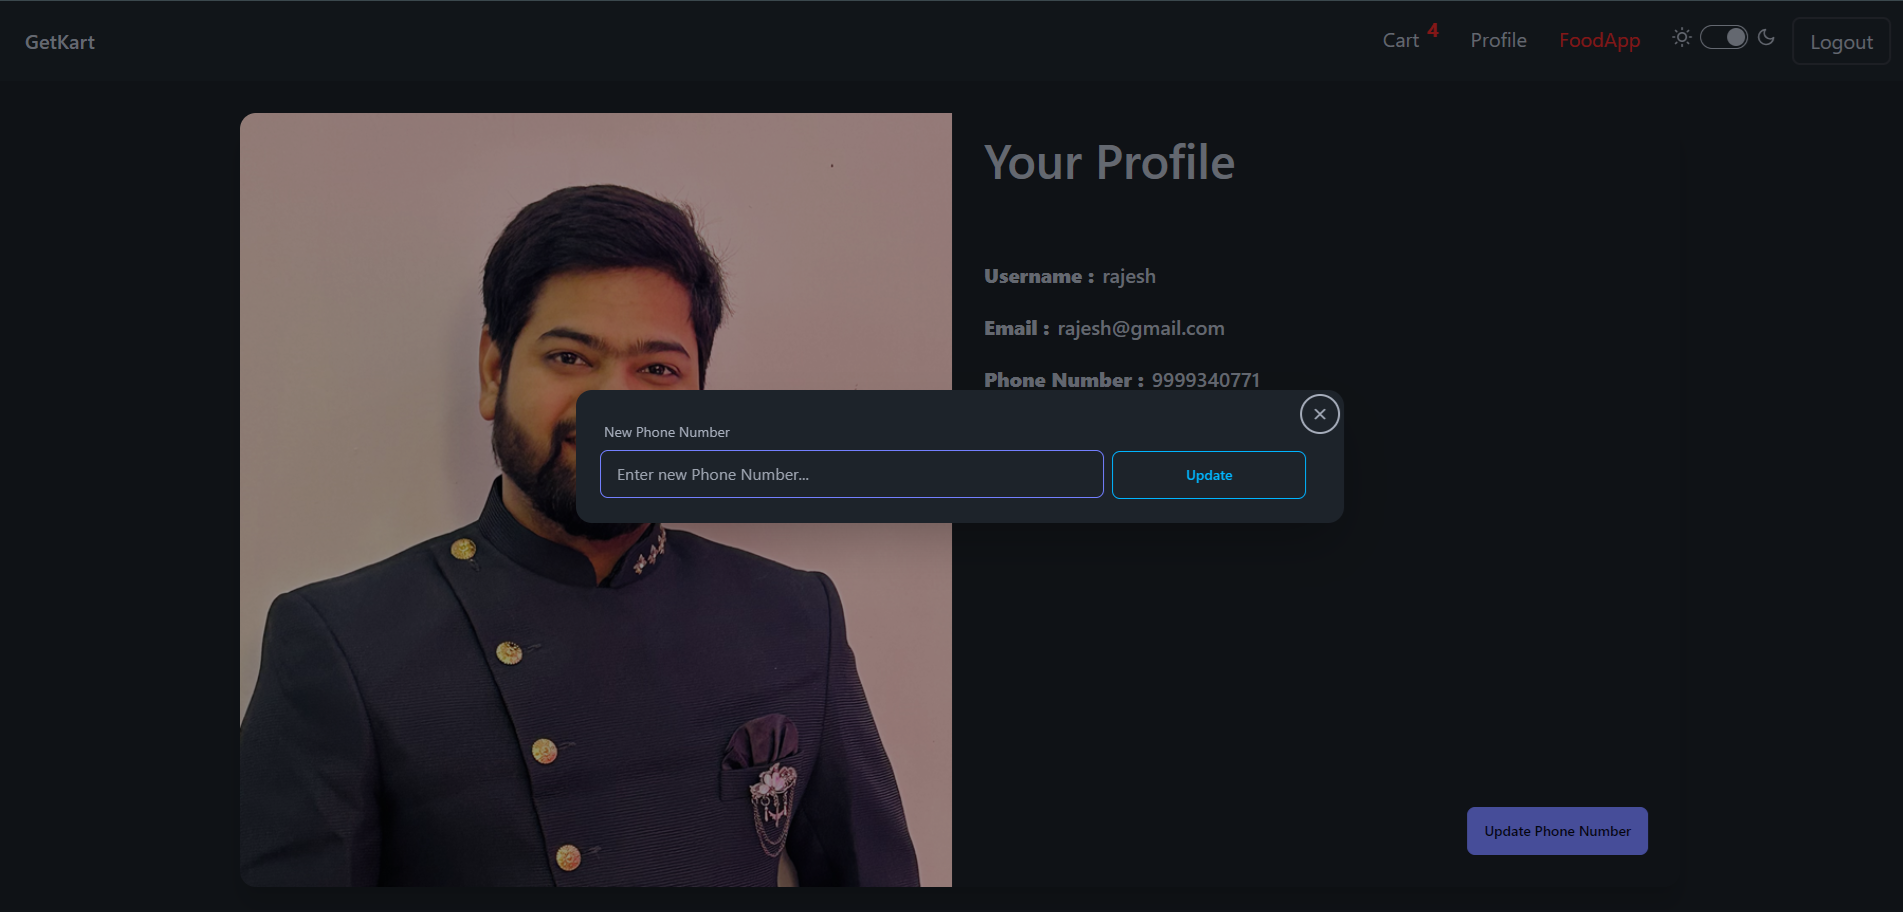 GetKart
Cart 4
Profile
FoodApp
Logout
Your Profile
Username : rajesh
Email : rajesh@gmail.com
Phone Number : 9999340771
New Phone Number
Enter new Phone Number...
Update
Update Phone Number